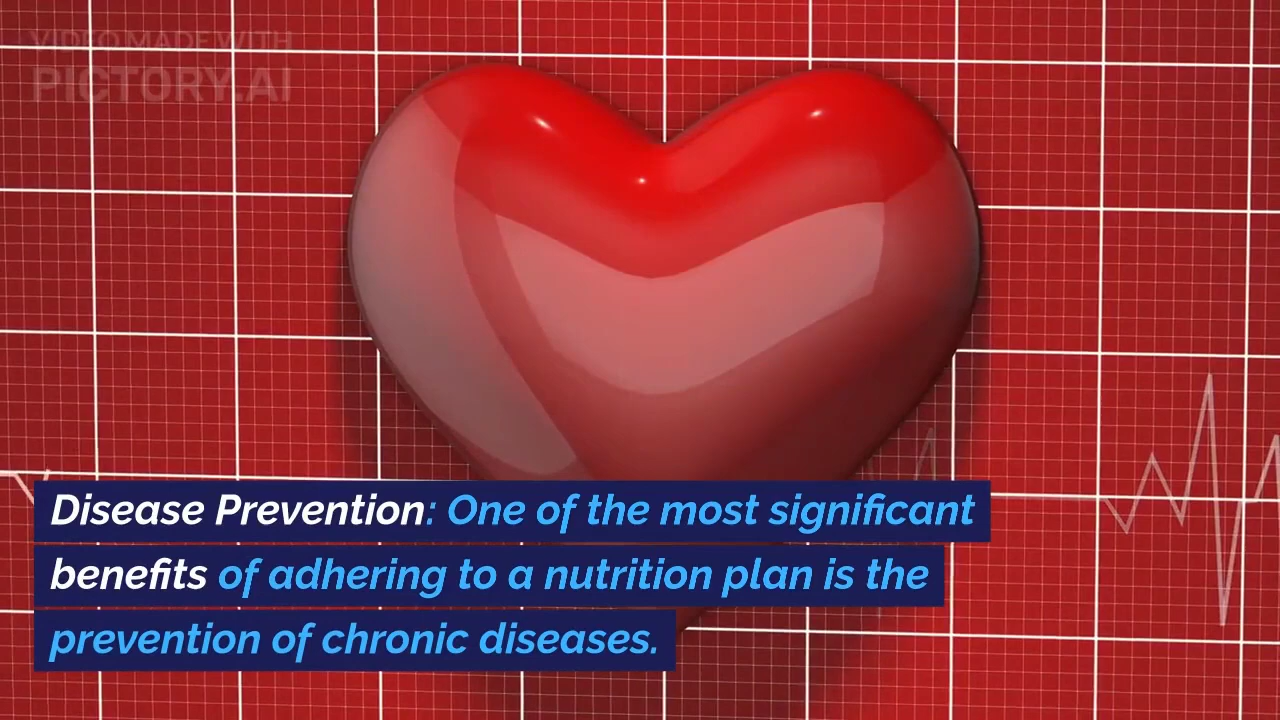 VIDEO MADE WITH
PICTORY.AI
Disease Prevention: One of the most significant
benefits of adhering to a nutrition plan is the
prevention of chronic diseases.